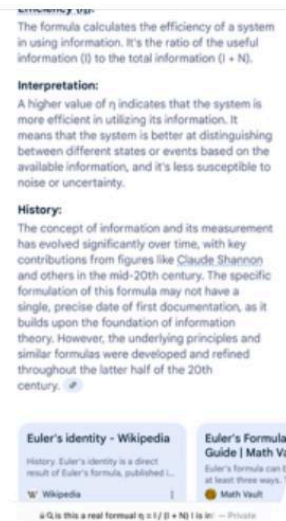 Efficiency (η):
The formula calculates the efficiency of a system
in using information. It's the ratio of the useful
information (I) to the total information (I + N).
Interpretation:
A higher value of η indicates that the system is
more efficient in utilizing its information. It
means that the system is better at distinguishing
between different states or events based on the
available information, and it's less susceptible to
noise or uncertainty.
History:
The concept of information and its measurement
has evolved significantly over time, with key
contributions from figures like Claude Shannon
and others in the mid-20th century. The specific
formulation of this formula may not have a
single, precise date of first documentation, as it
builds upon the foundation of information
theory. However, the underlying principles and
similar formulas were developed and refined
throughout the latter half of the 20th
century.
Euler's identity - Wikipedia
History. Euler's identity is a direct
result of Euler's formula, published i...
W Wikipedia
Euler's Formula
Guide | Math Va
Euler's formula can b
at least three ways. T
Math Vault
is this a real formual η = I / (I + N) I is in — Private